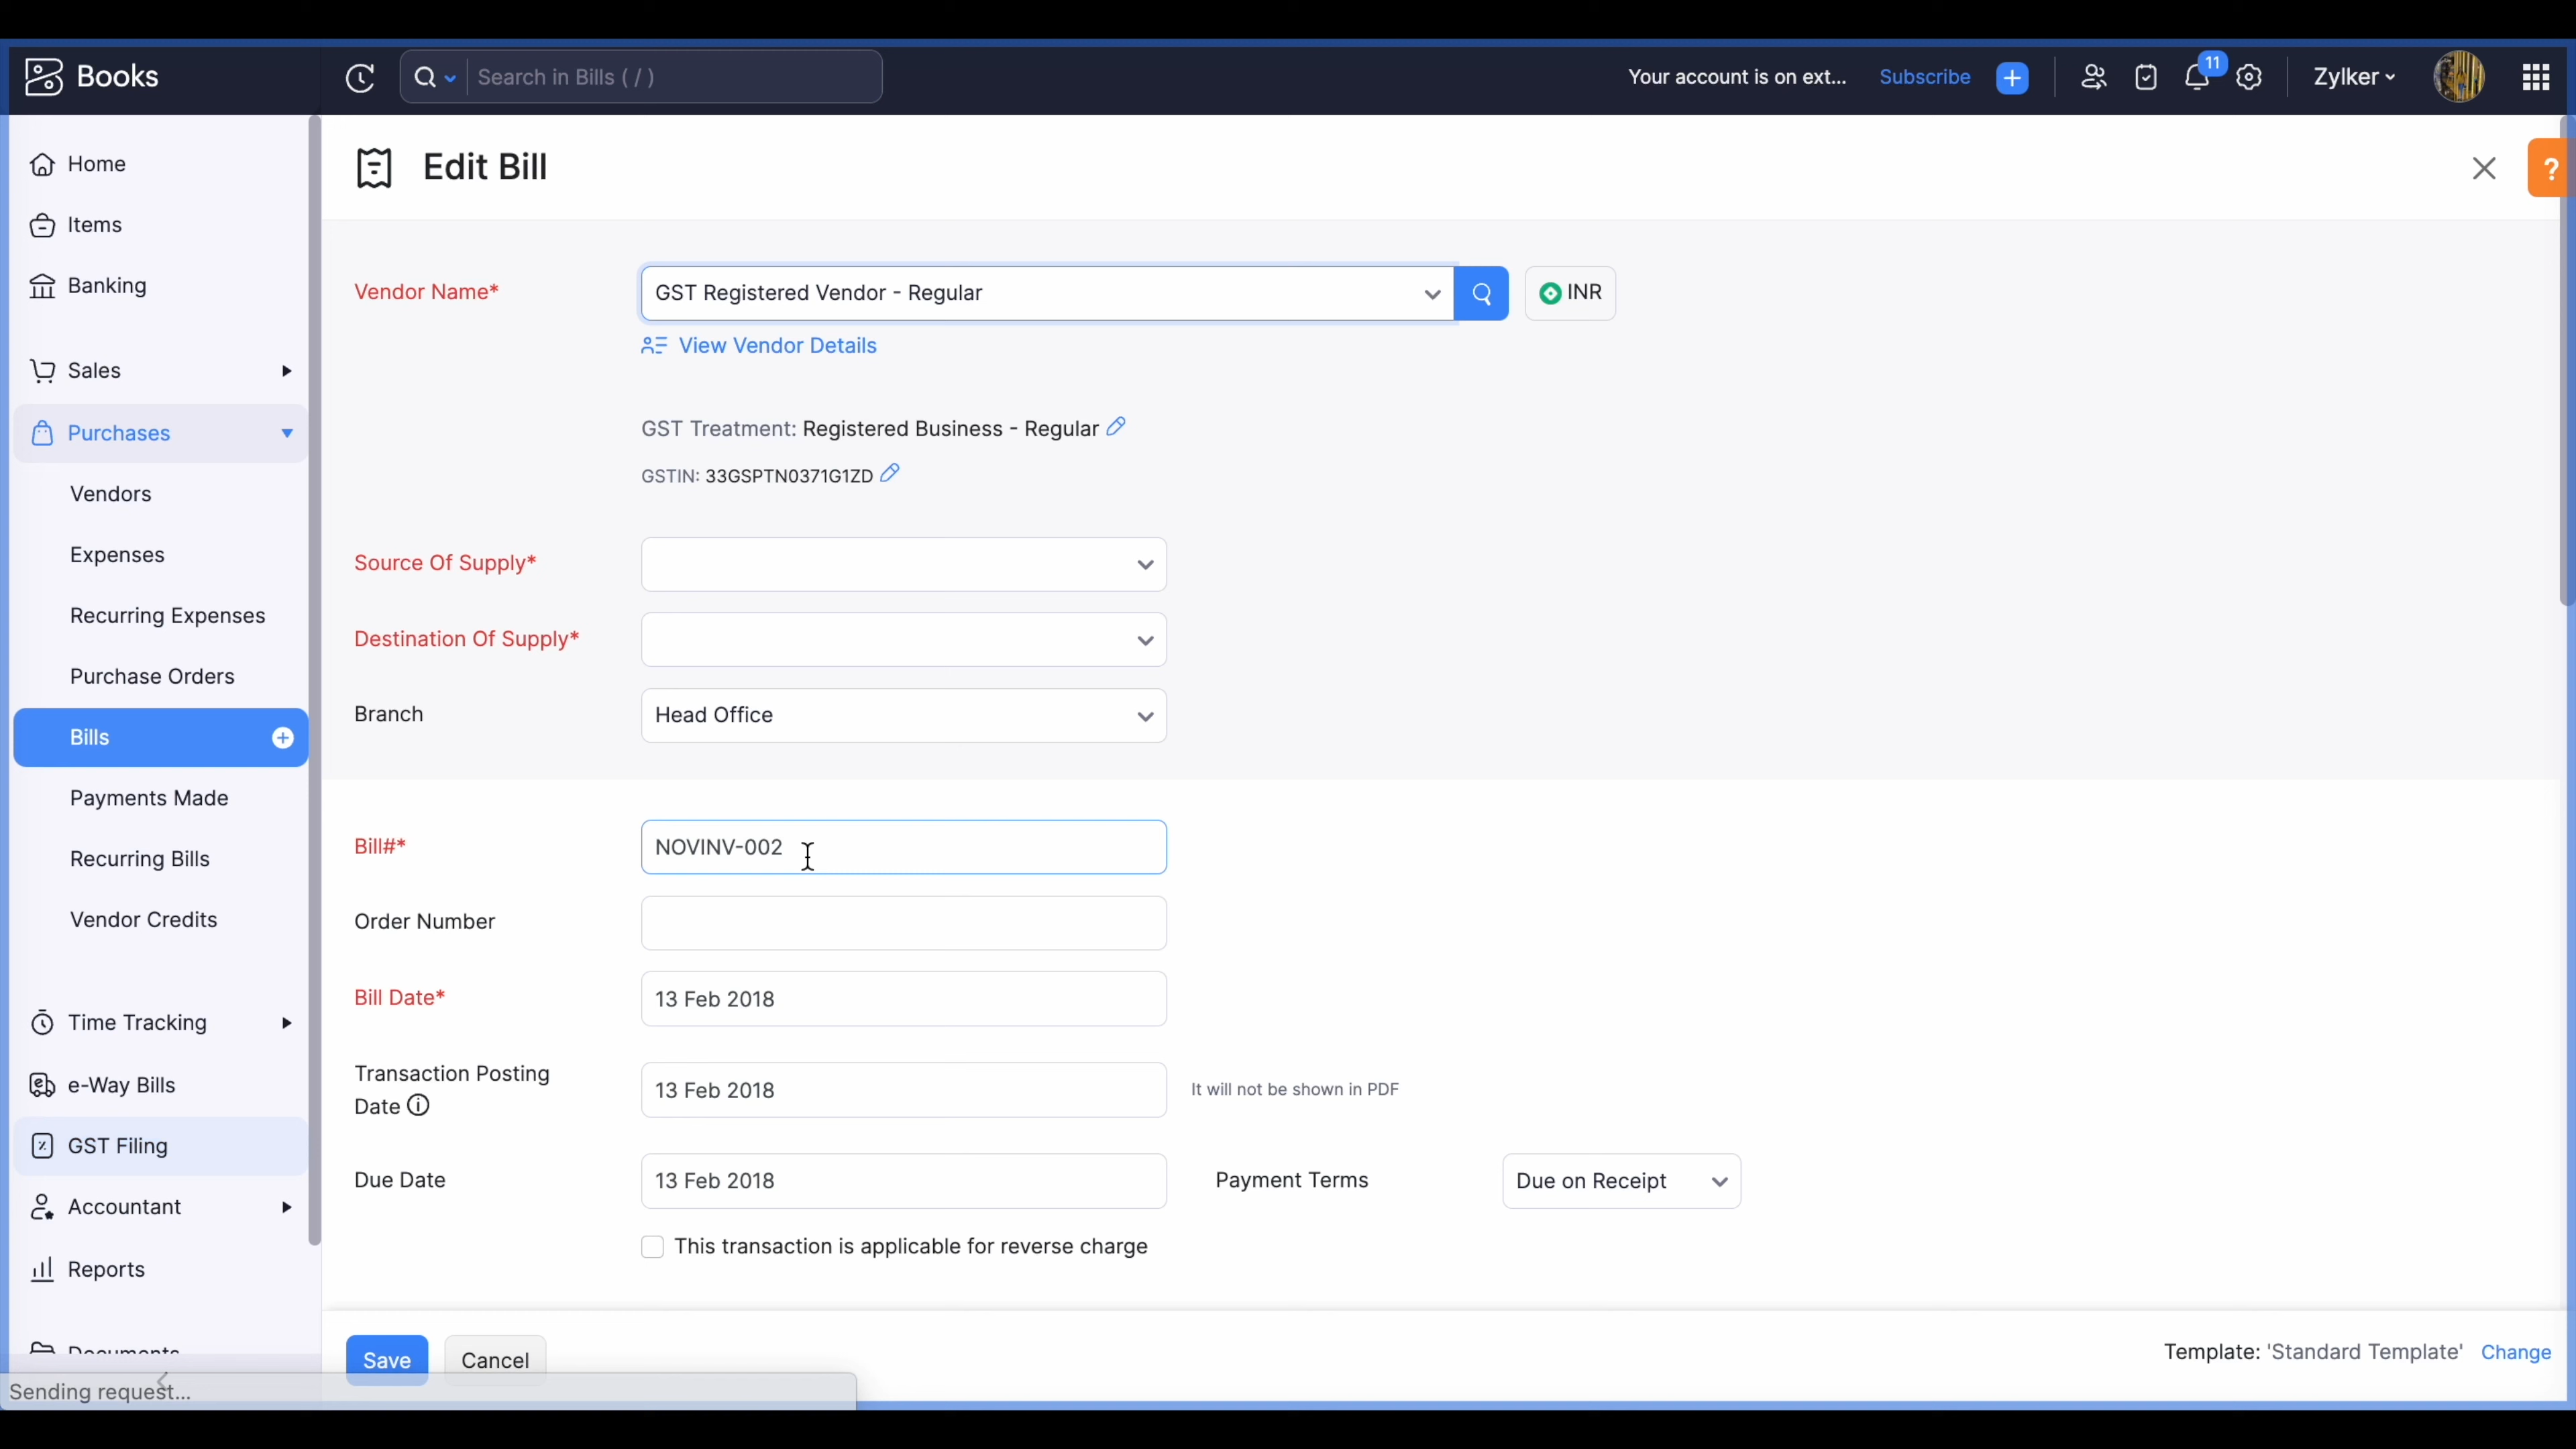 Books
Search in Bills ( / )
Your account is on ext...
Subscribe
11
Zylker
Home
Items
Banking
Sales
Purchases
Vendors
Expenses
Recurring Expenses
Purchase Orders
Bills
Payments Made
Recurring Bills
Vendor Credits
Time Tracking
e-Way Bills
GST Filing
Accountant
Reports
Documents
Sending request...
Edit Bill
?
Vendor Name*
GST Registered Vendor - Regular
INR
View Vendor Details
GST Treatment: Registered Business - Regular
GSTIN: 33GSPTN0371G1ZD
Source Of Supply*
Destination Of Supply*
Branch
Head Office
Bill#*
NOVINV-002
Order Number
Bill Date*
13 Feb 2018
Transaction Posting
Date
13 Feb 2018
It will not be shown in PDF
Due Date
13 Feb 2018
Payment Terms
Due on Receipt
This transaction is applicable for reverse charge
Save
Cancel
Template: 'Standard Template' Change